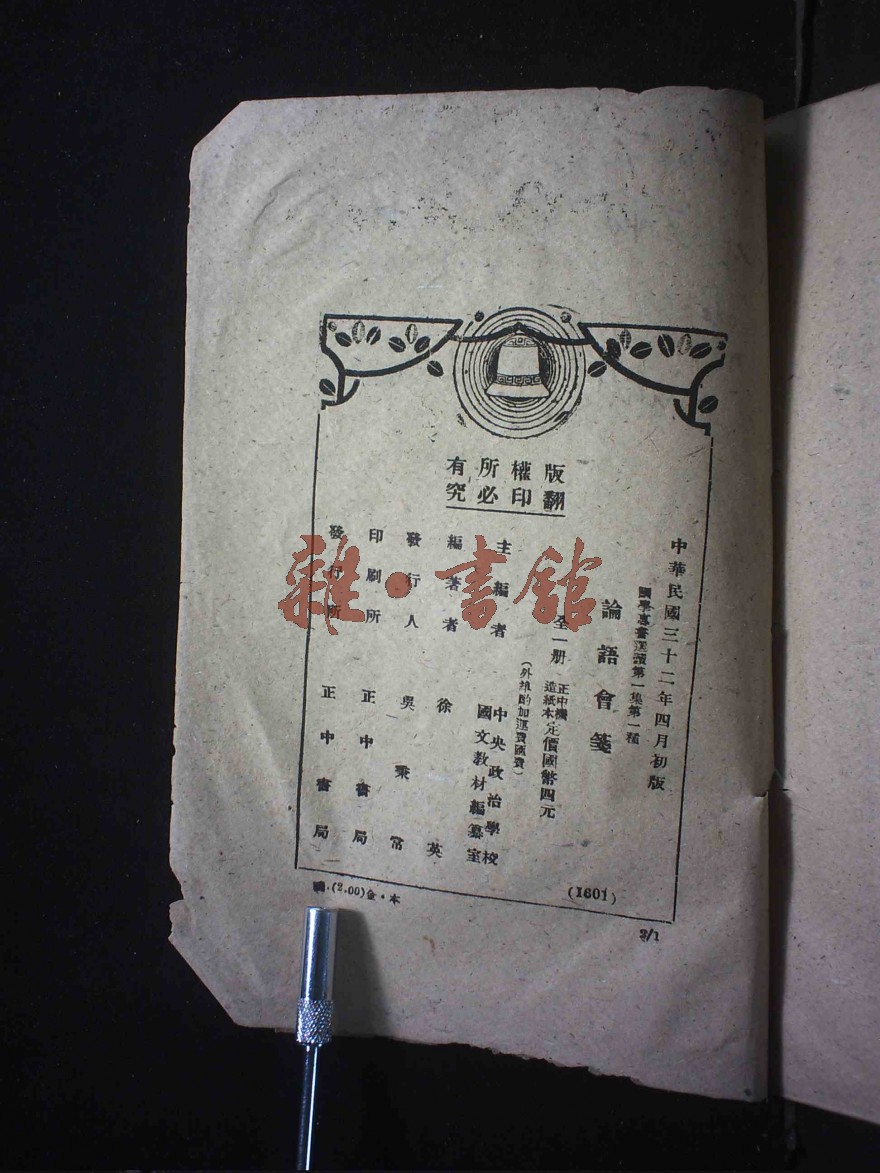 版權所有
翻印必究
中華民國三十二年四月初版
國學專書選讀第一集第一種
論語會箋
全一册 正中機造紙本定價國幣四元
(外埠酌加運費匯費)
主編者 中央政治學校國文教材編纂室
編著者 徐英
發行人 吳秉常
印刷所 正中書局
發行所 正中書局
(1601)
(2.00)金·本
2/1
雜·書館